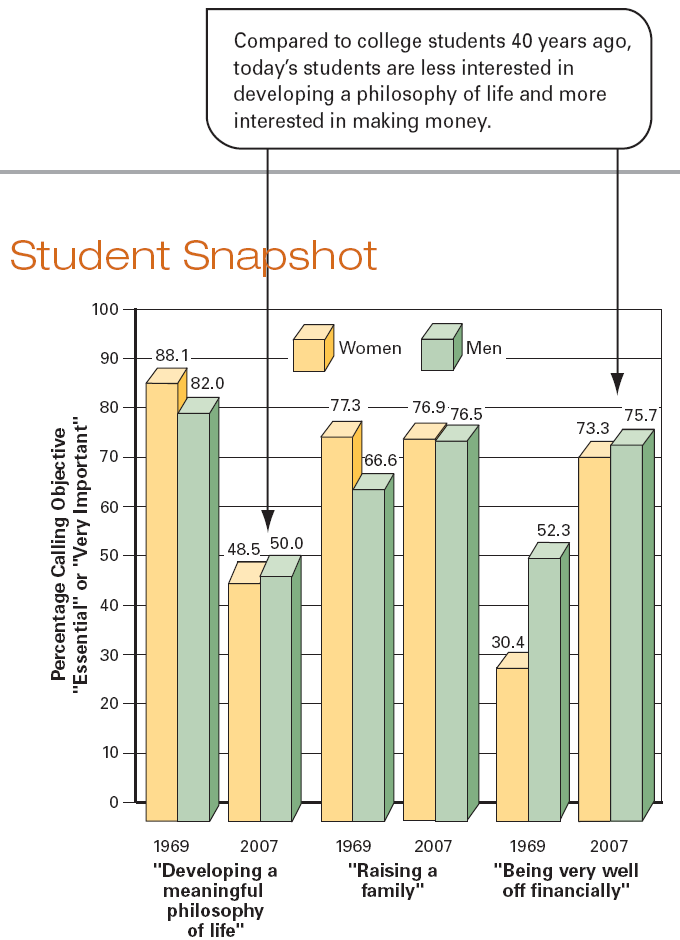 Compared to college students 40 years ago,
today's students are less interested in
developing a philosophy of life and more
interested in making money.
Student Snapshot
Percentage Calling Objective
"Essential" or "Very Important"
100
90
80
70
60
50
40
30
20
10
0
Women
Men
88.1
82.0
48.5
50.0
77.3
66.6
76.9
76.5
30.4
52.3
73.3
75.7
1969
2007
1969
2007
1969
2007
"Developing a
meaningful
philosophy
of life"
"Raising a
family"
"Being very well
off financially"